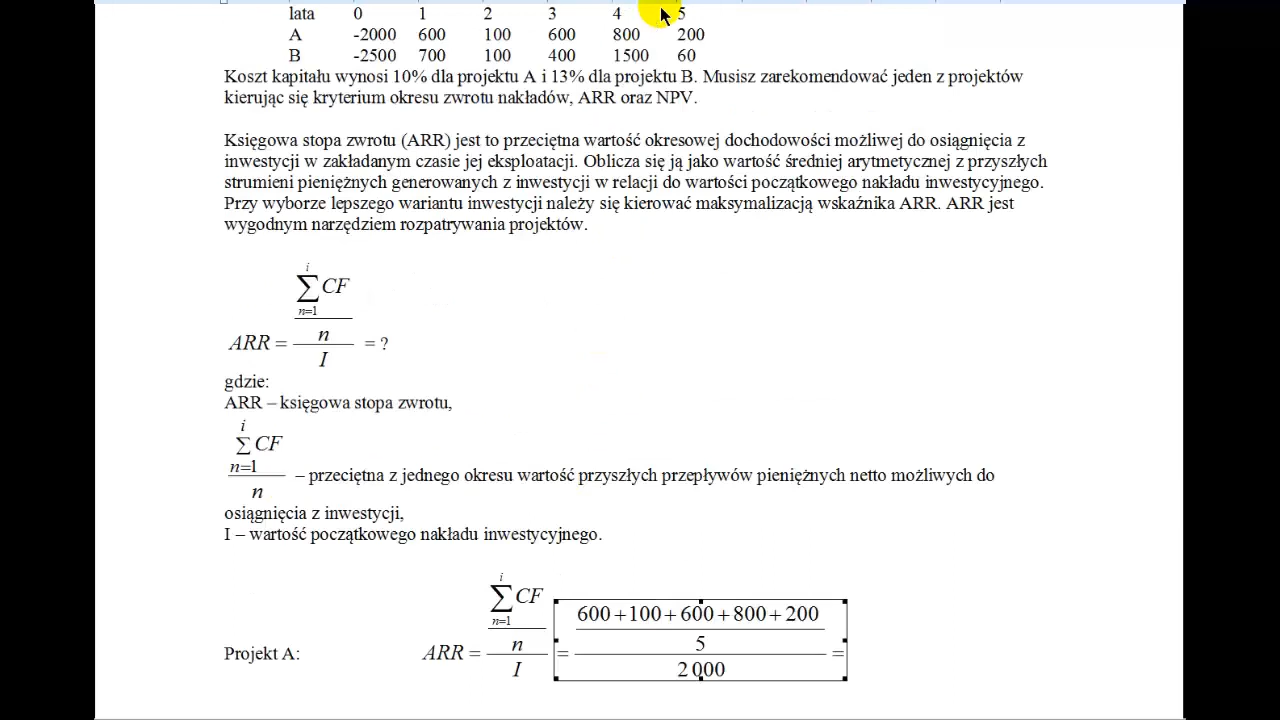 lata 0 1 2 3 4 5
A -2000 600 100 600 800 200
B -2500 700 100 400 1500 60
Koszt kapitału wynosi 10% dla projektu A i 13% dla projektu B. Musisz zarekomendować jeden z projektów
kierując się kryterium okresu zwrotu nakładów, ARR oraz NPV.
Księgowa stopa zwrotu (ARR) jest to przeciętna wartość okresowej dochodowości możliwej do osiągnięcia z
inwestycji w zakładanym czasie jej eksploatacji. Oblicza się ją jako wartość średniej arytmetycznej z przyszłych
strumieni pieniężnych generowanych z inwestycji w relacji do wartości początkowego nakładu inwestycyjnego.
Przy wyborze lepszego wariantu inwestycji należy się kierować maksymalizacją wskaźnika ARR. ARR jest
wygodnym narzędziem rozpatrywania projektów.
i
∑ CF
n=1
n
ARR = = ?
I
gdzie:
ARR – księgowa stopa zwrotu,
i
∑ CF
n=1
– przeciętna z jednego okresu wartość przyszłych przepływów pieniężnych netto możliwych do
n
osiągnięcia z inwestycji,
I – wartość początkowego nakładu inwestycyjnego.
i
∑ CF 600+100+600+800+200
n=1
n 5
Projekt A: ARR = = =
I 2 000